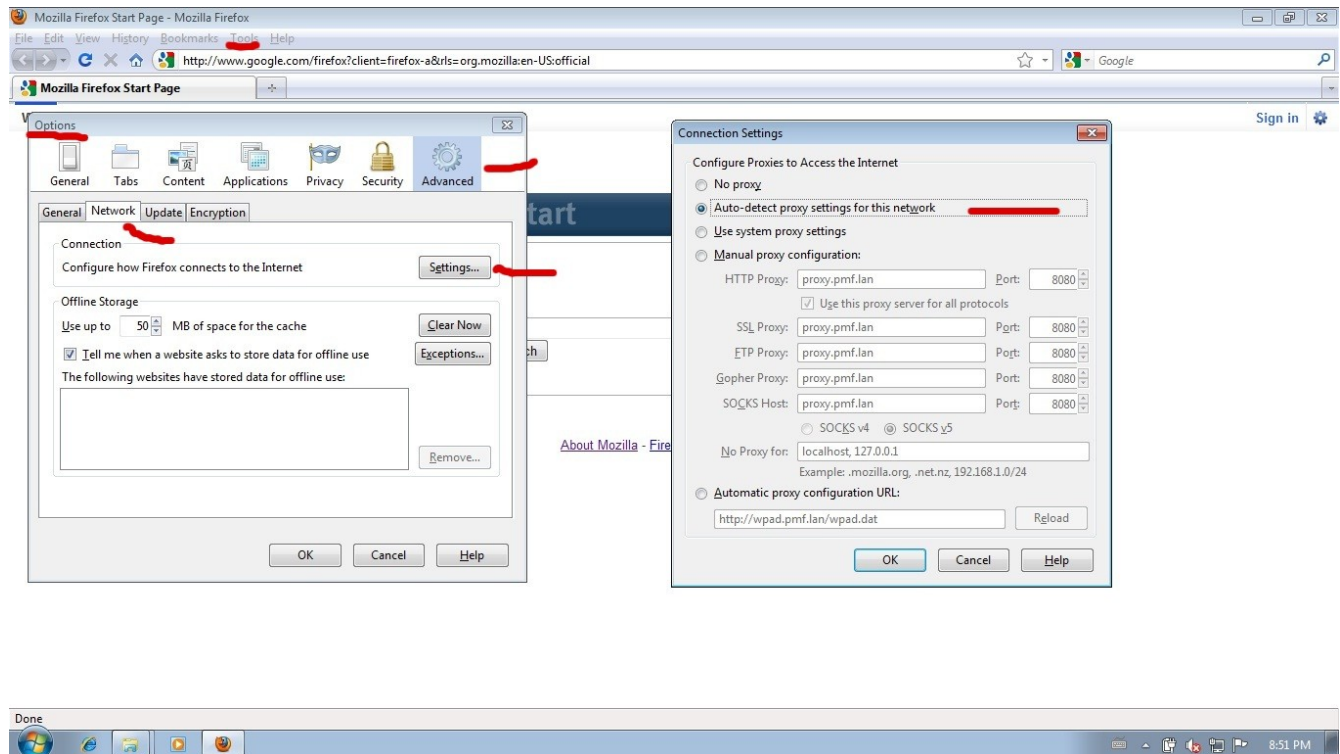 Mozilla Firefox Start Page - Mozilla Firefox
File Edit View History Bookmarks Tools Help
http://www.google.com/firefox?client=firefox-a&rls=org.mozilla:en-US:official
Google
Mozilla Firefox Start Page
Sign in
tart
ch
About Mozilla - Fire
Options
General Tabs Content Applications Privacy Security Advanced
General Network Update Encryption
Connection
Configure how Firefox connects to the Internet
Settings...
Offline Storage
Use up to 50 MB of space for the cache
Clear Now
Tell me when a website asks to store data for offline use
Exceptions...
The following websites have stored data for offline use:
Remove...
OK Cancel Help
Connection Settings
Configure Proxies to Access the Internet
No proxy
Auto-detect proxy settings for this network
Use system proxy settings
Manual proxy configuration:
HTTP Proxy: proxy.pmf.lan Port: 8080
Use this proxy server for all protocols
SSL Proxy: proxy.pmf.lan Port: 8080
FTP Proxy: proxy.pmf.lan Port: 8080
Gopher Proxy: proxy.pmf.lan Port: 8080
SOCKS Host: proxy.pmf.lan Port: 8080
SOCKS v4 SOCKS v5
No Proxy for: localhost, 127.0.0.1
Example: .mozilla.org, .net.nz, 192.168.1.0/24
Automatic proxy configuration URL:
http://wpad.pmf.lan/wpad.dat Reload
OK Cancel Help
Done
8:51 PM